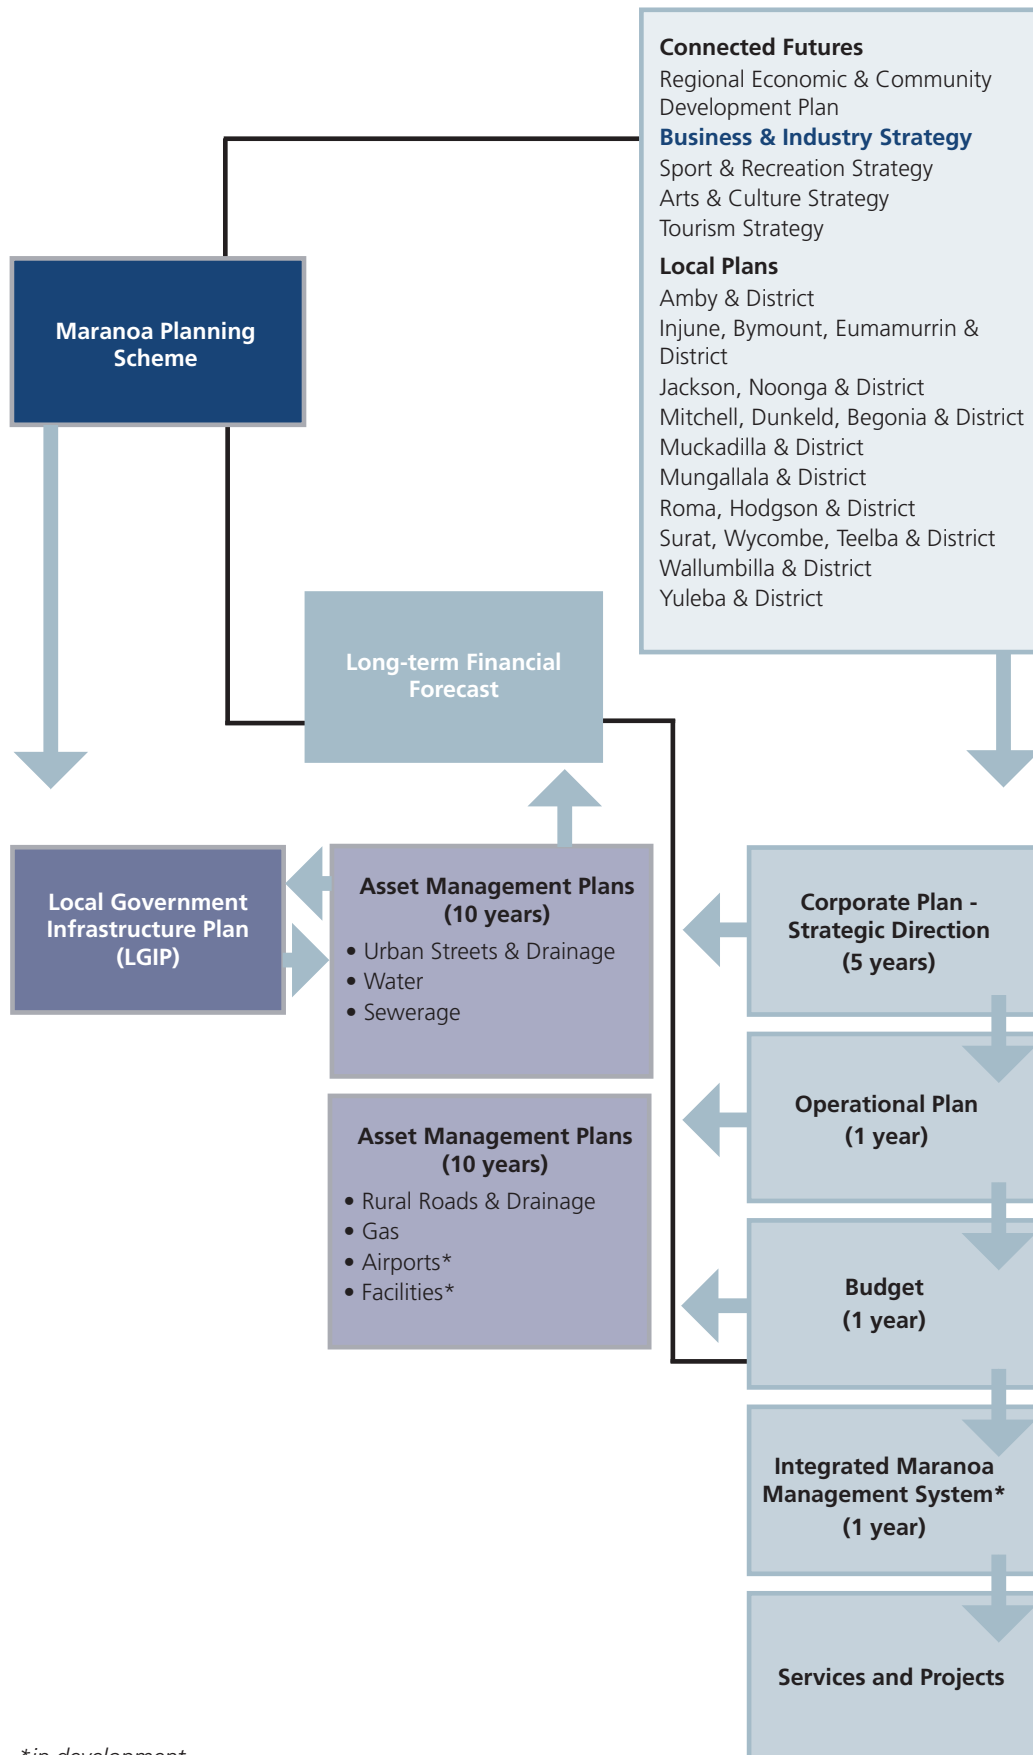 Connected Futures
Regional Economic & Community
Development Plan
Business & Industry Strategy
Sport & Recreation Strategy
Arts & Culture Strategy
Tourism Strategy
Local Plans
Amby & District
Injune, Bymount, Eumamurrin &
District
Jackson, Noonga & District
Mitchell, Dunkeld, Begonia & District
Muckadilla & District
Mungallala & District
Roma, Hodgson & District
Surat, Wycombe, Teelba & District
Wallumbilla & District
Yuleba & District
Maranoa Planning
Scheme
Long-term Financial
Forecast
Local Government
Infrastructure Plan
(LGIP)
Asset Management Plans
(10 years)
• Urban Streets & Drainage
• Water
• Sewerage
Asset Management Plans
(10 years)
• Rural Roads & Drainage
• Gas
• Airports*
• Facilities*
Corporate Plan -
Strategic Direction
(5 years)
Operational Plan
(1 year)
Budget
(1 year)
Integrated Maranoa
Management System*
(1 year)
Services and Projects
*in development